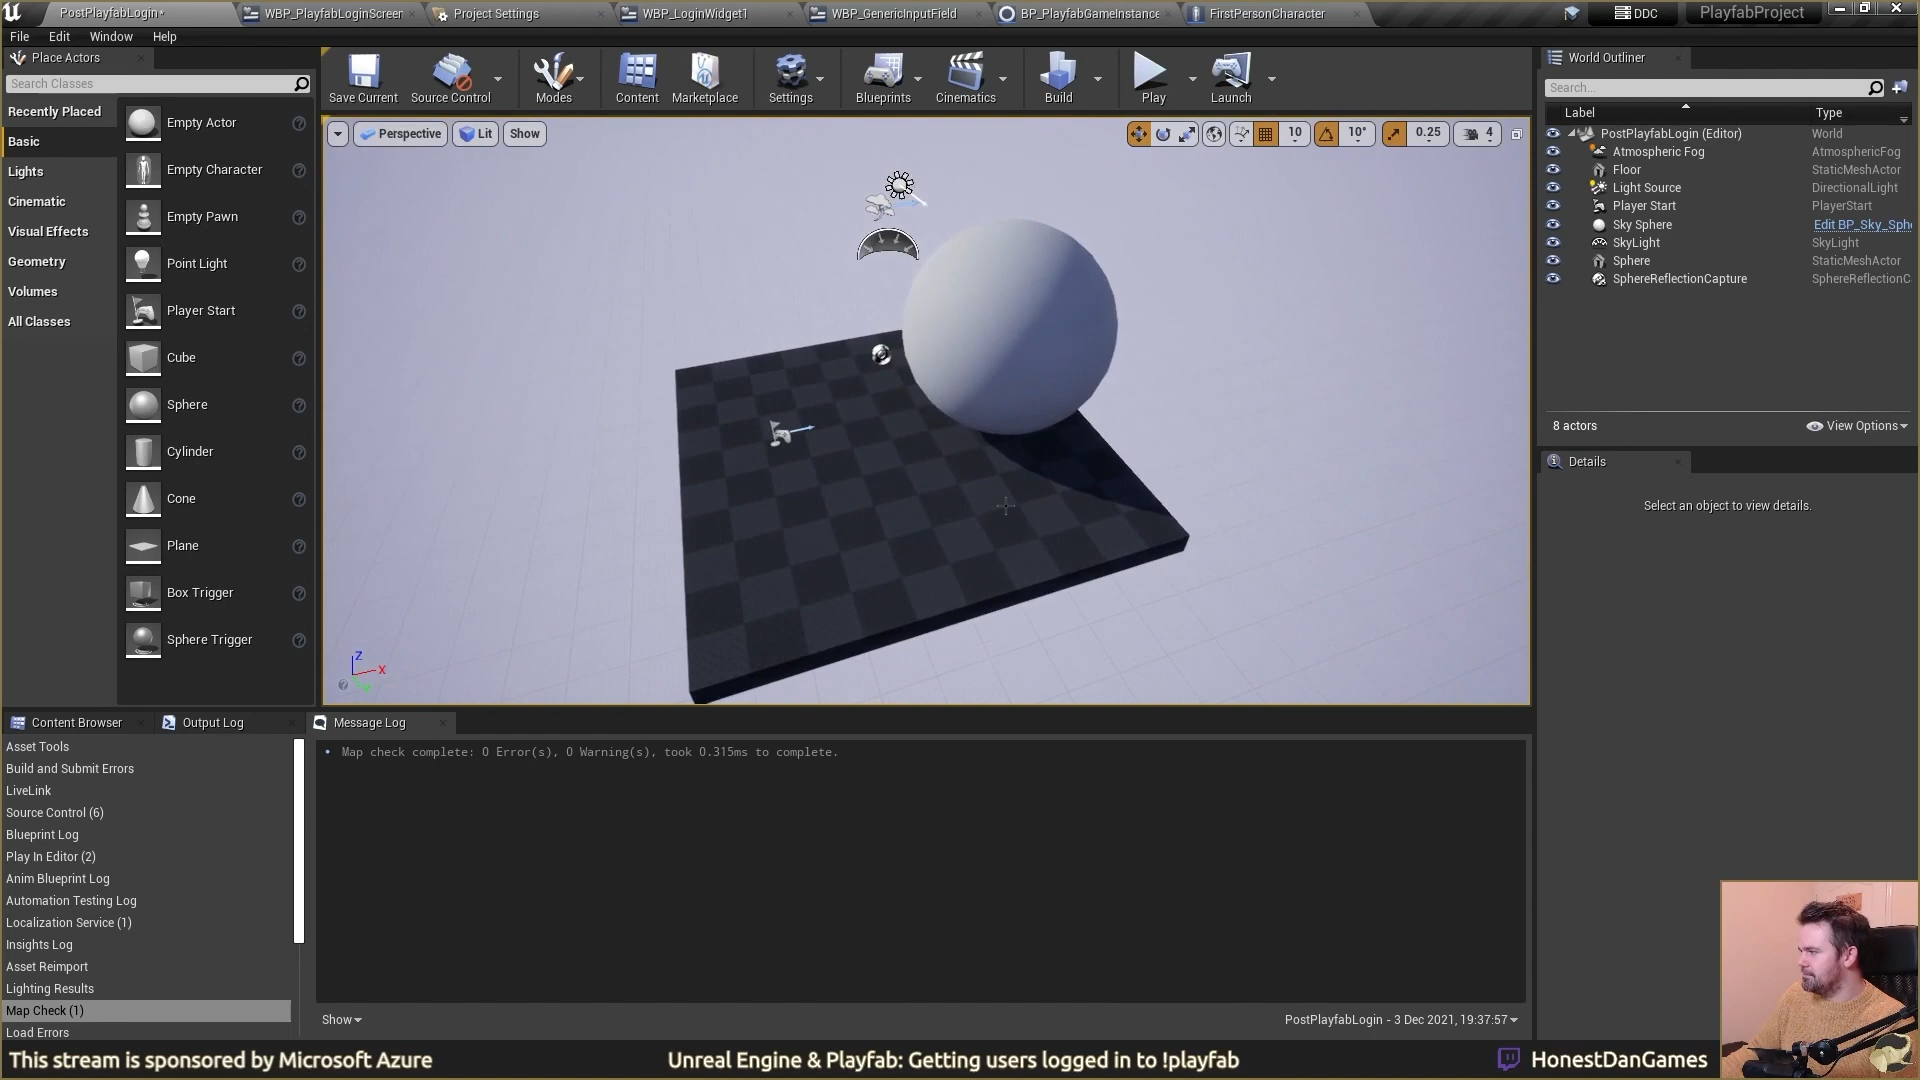 PostPlayfabLogin*
WBP_PlayfabLoginScreen
Project Settings
WBP_LoginWidget1
WBP_GenericInputField
BP_PlayfabGameInstance
FirstPersonCharacter
DDC
PlayfabProject
File Edit Window Help
Place Actors
Search Classes
Recently Placed
Basic
Lights
Cinematic
Visual Effects
Geometry
Volumes
All Classes
Empty Actor
Empty Character
Empty Pawn
Point Light
Player Start
Cube
Sphere
Cylinder
Cone
Plane
Box Trigger
Sphere Trigger
Save Current
Source Control
Modes
Content
Marketplace
Settings
Blueprints
Cinematics
Build
Play
Launch
Perspective
Lit
Show
10
10°
0.25
4
Z
X
World Outliner
Search...
Label Type
PostPlayfabLogin (Editor) World
Atmospheric Fog AtmosphericFog
Floor StaticMeshActor
Light Source DirectionalLight
Player Start PlayerStart
Sky Sphere Edit BP_Sky_Sph
SkyLight SkyLight
Sphere StaticMeshActor
SphereReflectionCapture SphereReflectionC
8 actors
View Options
Details
Select an object to view details.
Content Browser
Output Log
Message Log
Asset Tools
Build and Submit Errors
LiveLink
Source Control (6)
Blueprint Log
Play In Editor (2)
Anim Blueprint Log
Automation Testing Log
Localization Service (1)
Insights Log
Asset Reimport
Lighting Results
Map Check (1)
Load Errors
• Map check complete: 0 Error(s), 0 Warning(s), took 0.315ms to complete.
Show
PostPlayfabLogin - 3 Dec 2021, 19:37:57
This stream is sponsored by Microsoft Azure
Unreal Engine & Playfab: Getting users logged in to !playfab
HonestDanGames